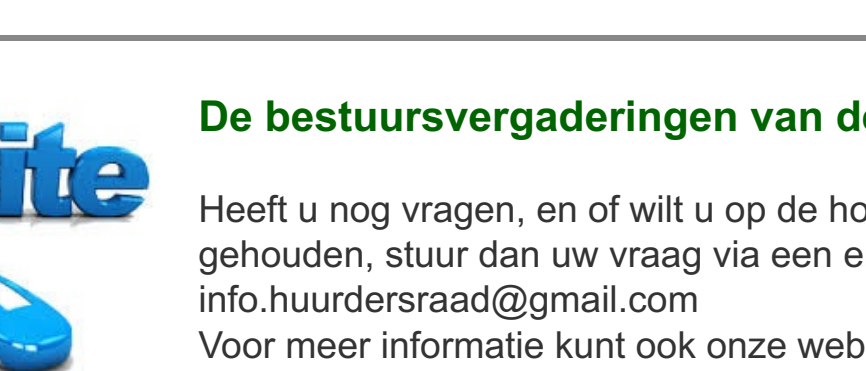 ite
De bestuursvergaderingen van de
Heeft u nog vragen, en of wilt u op de ho
gehouden, stuur dan uw vraag via een e
info.huurdersraad@gmail.com
Voor meer informatie kunt ook onze web